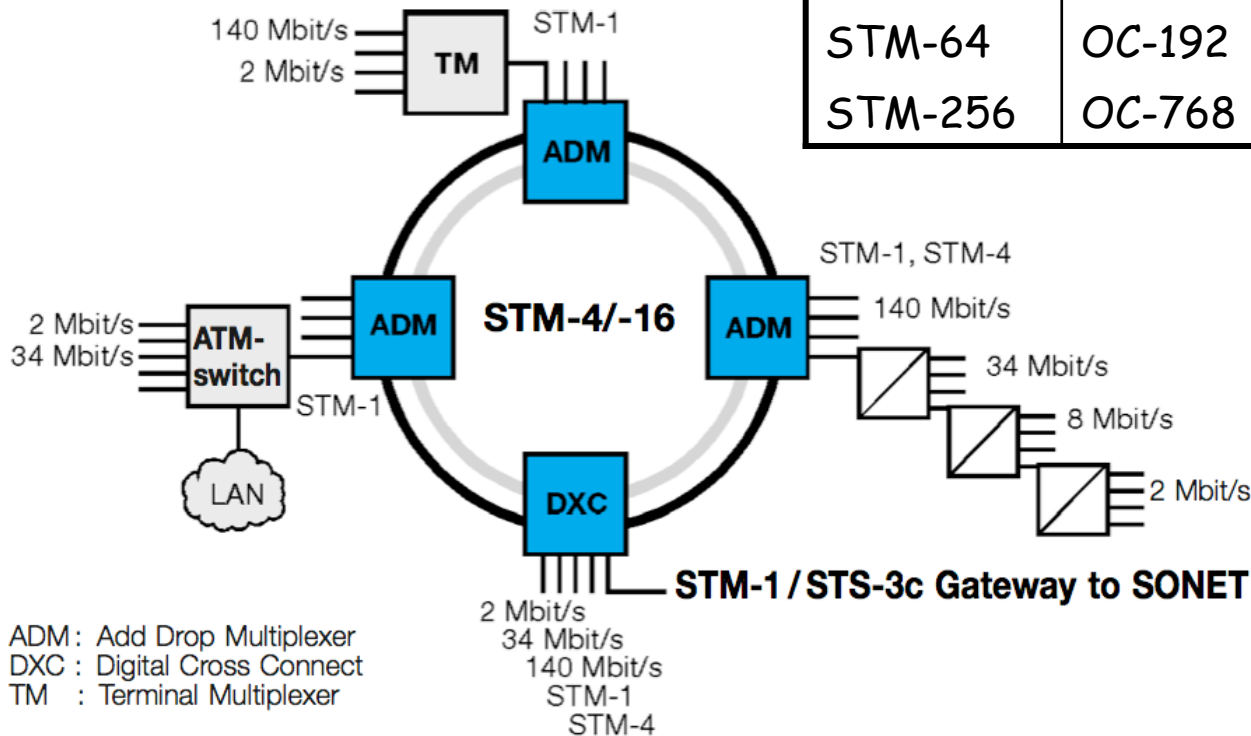 140 Mbit/s
2 Mbit/s
TM
STM-1
STM-64 OC-192
STM-256 OC-768
ADM
STM-1, STM-4
140 Mbit/s
34 Mbit/s
8 Mbit/s
2 Mbit/s
ADM
STM-4/-16
ADM
2 Mbit/s
34 Mbit/s
ATM-
switch
STM-1
LAN
DXC
STM-1 / STS-3c Gateway to SONET
2 Mbit/s
34 Mbit/s
140 Mbit/s
STM-1
STM-4
ADM : Add Drop Multiplexer
DXC : Digital Cross Connect
TM : Terminal Multiplexer